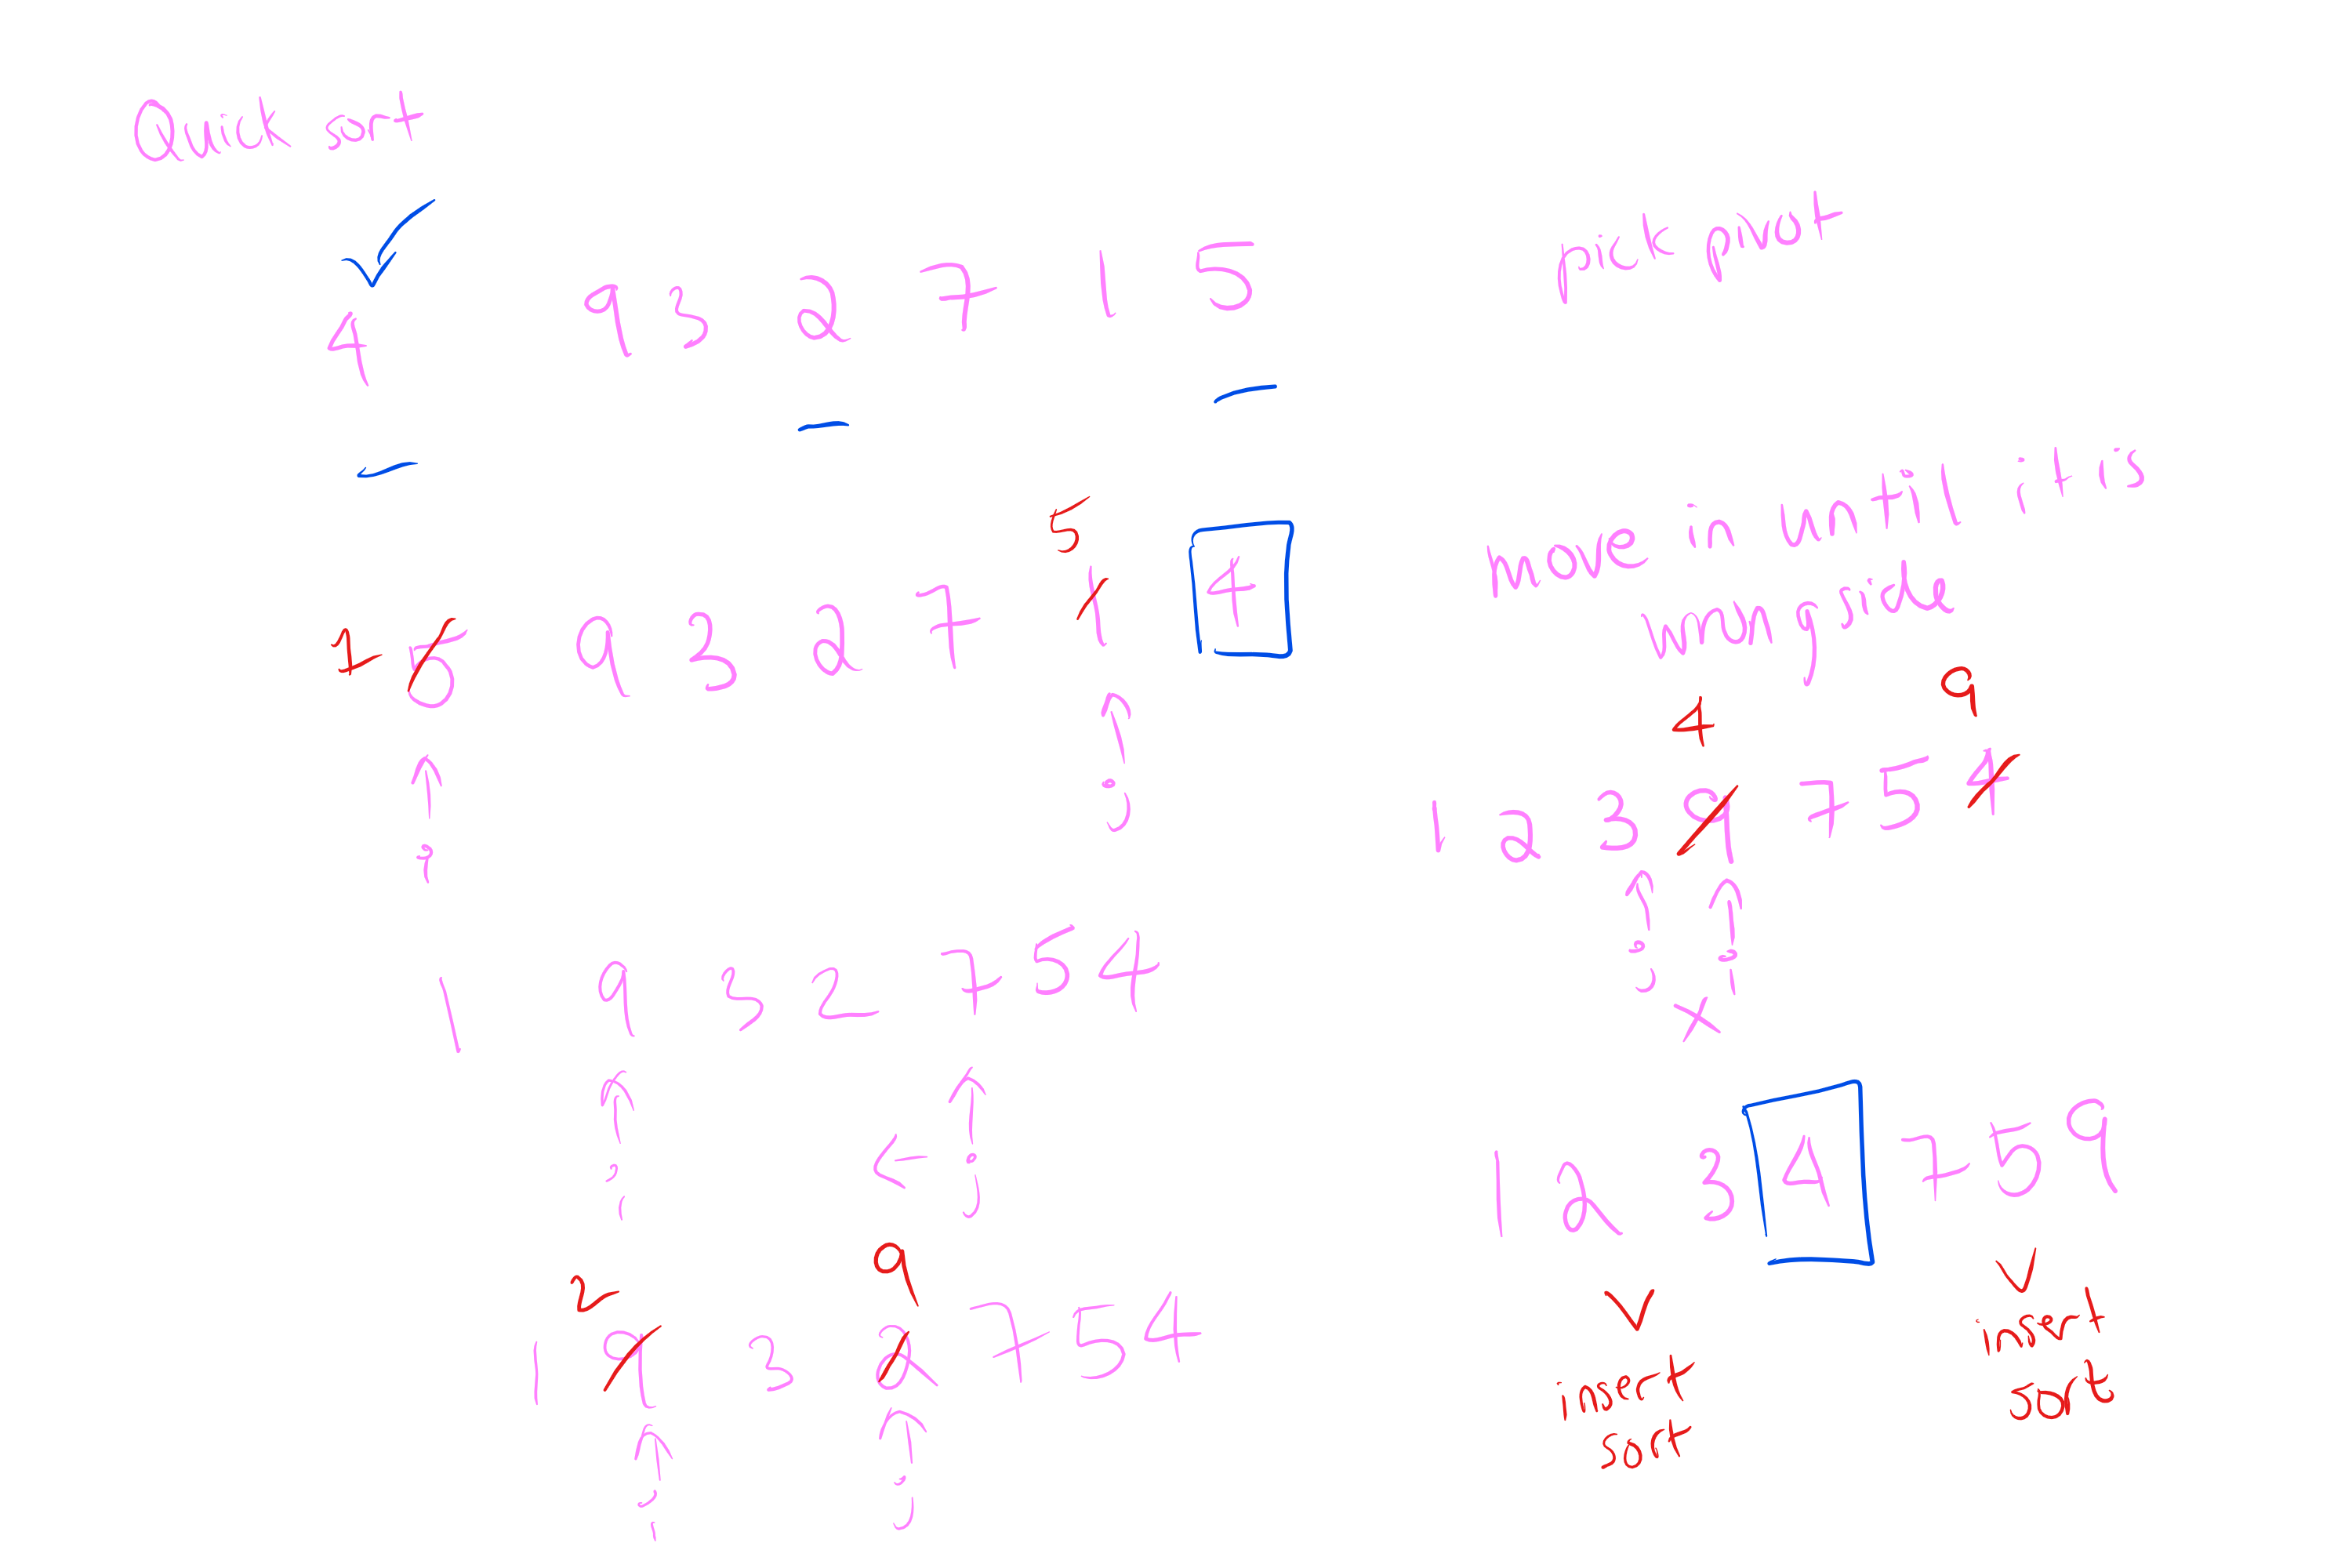 Quick sort
4 9 3 2 7 1 5
pick pivot
5
1 5 9 3 2 7 1 4
i j
1 9 3 2 7 5 4
i j
2 9
1 9 3 2 7 5 4
i j
move in until it is
wrong side
4 9
1 2 3 9 7 5 4
j i
x
1 2 3 4 7 5 9
insert
sort
insert
sort